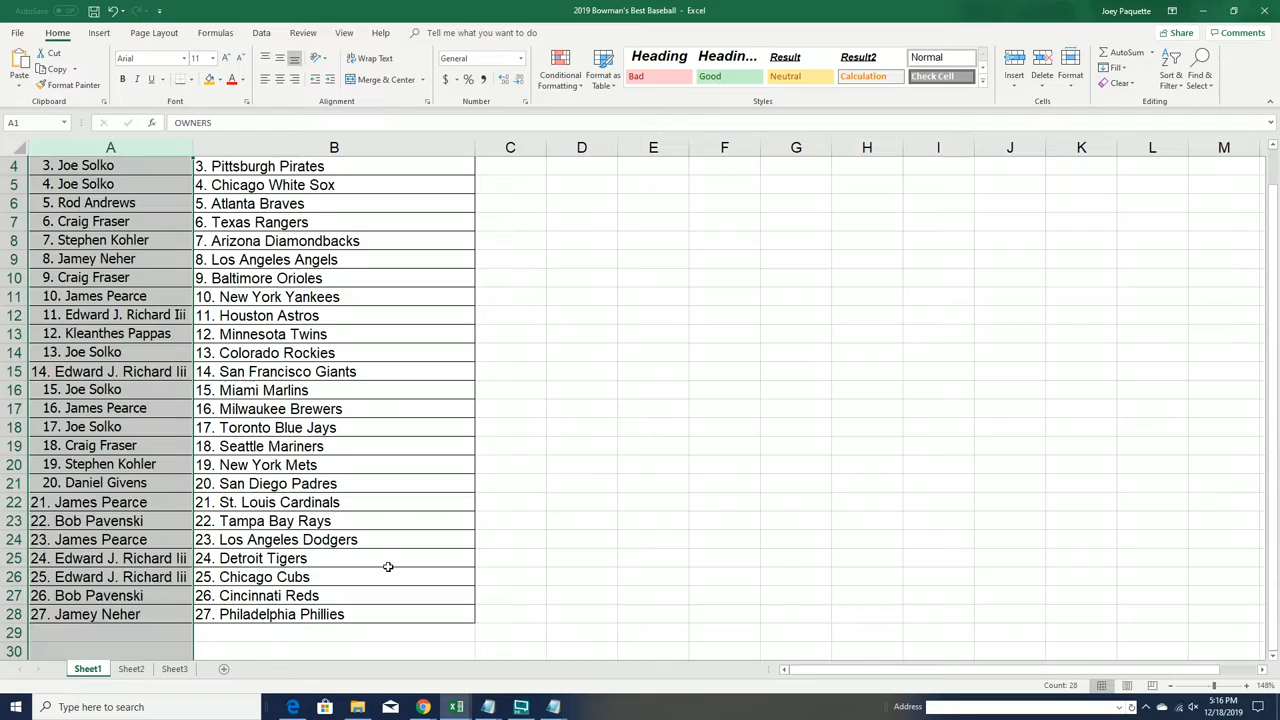 2019 Bowman's Best Baseball - Excel
Joey Paquette
File Home Insert Page Layout Formulas Data Review View Help Tell me what you want to do Share Comments
Paste Cut Copy Format Painter Clipboard
Arial 11 A A B I U A Font
Wrap Text Merge & Center Alignment
General $ % , Number
Conditional Formatting Format as Table
Heading Headin... Result Result2 Normal
Bad Good Neutral Calculation Check Cell
Styles
Insert Delete Format Cells
AutoSum Fill Clear Sort & Filter Find & Select Editing
A1 fx OWNERS
A B C D E F G H I J K L M
4 3. Joe Solko 3. Pittsburgh Pirates
5 4. Joe Solko 4. Chicago White Sox
6 5. Rod Andrews 5. Atlanta Braves
7 6. Craig Fraser 6. Texas Rangers
8 7. Stephen Kohler 7. Arizona Diamondbacks
9 8. Jamey Neher 8. Los Angeles Angels
10 9. Craig Fraser 9. Baltimore Orioles
11 10. James Pearce 10. New York Yankees
12 11. Edward J. Richard Iii 11. Houston Astros
13 12. Kleanthes Pappas 12. Minnesota Twins
14 13. Joe Solko 13. Colorado Rockies
15 14. Edward J. Richard Iii 14. San Francisco Giants
16 15. Joe Solko 15. Miami Marlins
17 16. James Pearce 16. Milwaukee Brewers
18 17. Joe Solko 17. Toronto Blue Jays
19 18. Craig Fraser 18. Seattle Mariners
20 19. Stephen Kohler 19. New York Mets
21 20. Daniel Givens 20. San Diego Padres
22 21. James Pearce 21. St. Louis Cardinals
23 22. Bob Pavenski 22. Tampa Bay Rays
24 23. James Pearce 23. Los Angeles Dodgers
25 24. Edward J. Richard Iii 24. Detroit Tigers
26 25. Edward J. Richard Iii 25. Chicago Cubs
27 26. Bob Pavenski 26. Cincinnati Reds
28 27. Jamey Neher 27. Philadelphia Phillies
29
30
Sheet1 Sheet2 Sheet3
Count: 28 148%
Type here to search
Address
5:16 PM
12/18/2019